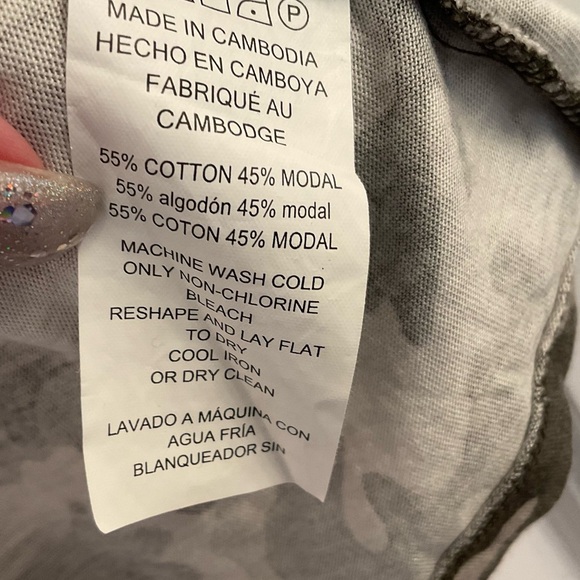 P
MADE IN CAMBODIA
HECHO EN CAMBOYA
FABRIQUÉ AU
CAMBODGE
55% COTTON 45% MODAL
55% algodón 45% modal
55% COTON 45% MODAL
MACHINE WASH COLD
ONLY NON-CHLORINE
BLEACH
RESHAPE AND LAY FLAT
TO DRY
COOL IRON
OR DRY CLEAN
LAVADO A MÁQUINA CON
AGUA FRÍA
BLANQUEADOR SIN